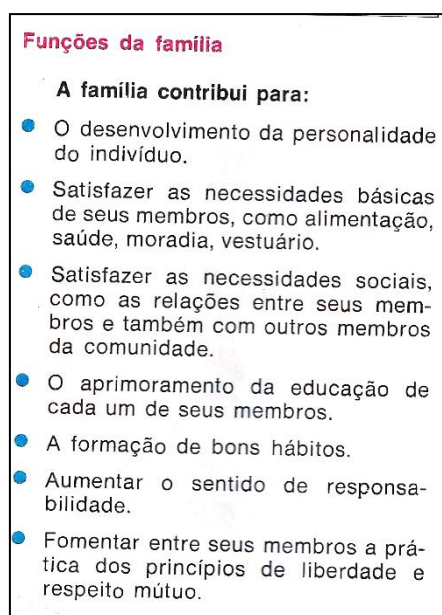 Funções da família
A família contribui para:
O desenvolvimento da personalidade
do indivíduo.
Satisfazer as necessidades básicas
de seus membros, como alimentação,
saúde, moradia, vestuário.
Satisfazer as necessidades sociais,
como as relações entre seus mem-
bros e também com outros membros
da comunidade.
O aprimoramento da educação de
cada um de seus membros.
A formação de bons hábitos.
Aumentar o sentido de responsa-
bilidade.
Fomentar entre seus membros a prá-
tica dos princípios de liberdade e
respeito mútuo.